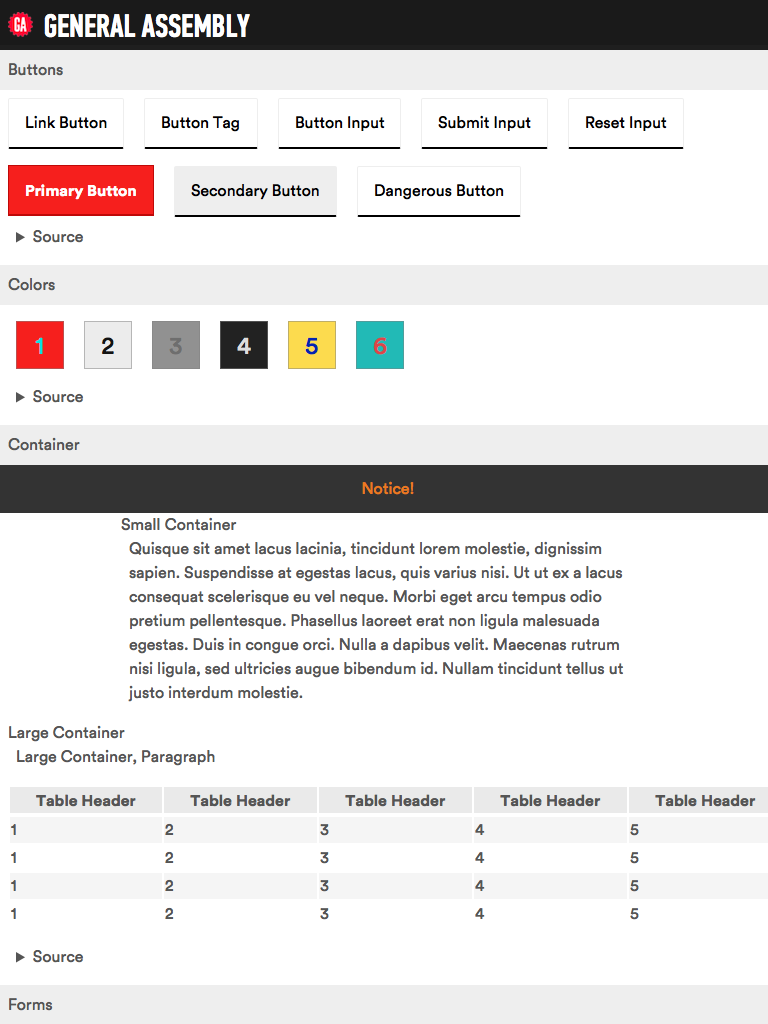 GA GENERAL ASSEMBLY
Buttons
Link Button Button Tag Button Input Submit Input Reset Input
Primary Button Secondary Button Dangerous Button
Source
Colors
1 2 3 4 5 6
Source
Container
Notice!
Small Container
Quisque sit amet lacus lacinia, tincidunt lorem molestie, dignissim
sapien. Suspendisse at egestas lacus, quis varius nisi. Ut ut ex a lacus
consequat scelerisque eu vel neque. Morbi eget arcu tempus odio
pretium pellentesque. Phasellus laoreet erat non ligula malesuada
egestas. Duis in congue orci. Nulla a dapibus velit. Maecenas rutrum
nisi ligula, sed ultricies augue bibendum id. Nullam tincidunt tellus ut
justo interdum molestie.
Large Container
Large Container, Paragraph
Table Header Table Header Table Header Table Header Table Header
1 2 3 4 5
1 2 3 4 5
1 2 3 4 5
1 2 3 4 5
Source
Forms